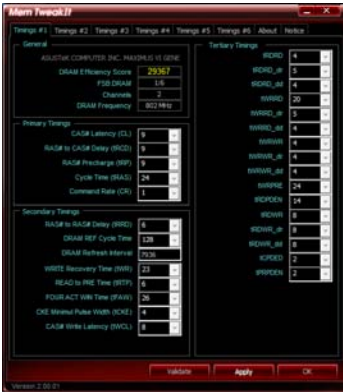 Mem TweakIt
Timings #1 Timings #2 Timings #3 Timings #4 Timings #5 Timings #6 About Notice
General
ASUSTeK COMPUTER INC. MAXIMUS VI GENE
DRAM Efficiency Score 29367
FSB:DRAM 1/6
Channels 2
DRAM Frequency 802 MHz
Primary Timings
CAS# Latency (CL) 9
RAS# to CAS# Delay (tRCD) 9
RAS# Precharge (tRP) 9
Cycle Time (tRAS) 24
Command Rate (CR) 1
Secondary Timings
RAS# to RAS# Delay (tRRD) 6
DRAM REF Cycle Time 128
DRAM Refresh Interval 7936
WRITE Recovery Time (tWR) 23
READ to PRE Time (tRTP) 6
FOUR ACT WIN Time (tFAW) 26
CKE Minimul Pulse Width (tCKE) 4
CAS# Write Latency (tWCL) 8
Tertiary Timings
tRDRD 4
tRDRD_dr 5
tRDRD_dd 4
tWRRD 20
tWRRD_dr 5
tWRRD_dd 4
tWRWR 4
tWRWR_dr 4
tWRWR_dd 4
tWRPRE 24
tWRPDEN 14
tRDWR 8
tRDWR_dr 8
tRDWR_dd 8
tCPDED 2
tPRPDEN 2
Validate Apply OK
Version 2.00.01